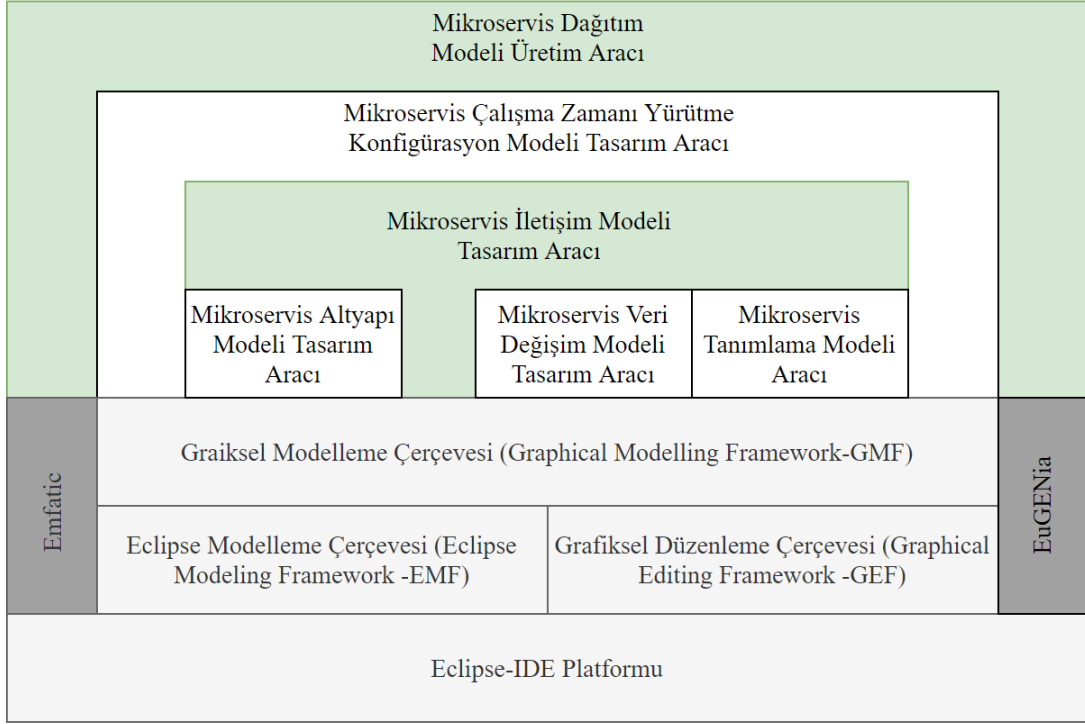 Mikroservis Dağıtım
Modeli Üretim Aracı
Mikroservis Çalışma Zamanı Yürütme
Konfigürasyon Modeli Tasarım Aracı
Mikroservis İletişim Modeli
Tasarım Aracı
Mikroservis Altyapı
Modeli Tasarım
Aracı
Mikroservis Veri
Değişim Modeli
Tasarım Aracı
Mikroservis
Tanımlama Modeli
Aracı
Emfatic
Graiksel Modelleme Çerçevesi (Graphical Modelling Framework-GMF)
EuGENia
Eclipse Modelleme Çerçevesi (Eclipse
Modeling Framework -EMF)
Grafiksel Düzenleme Çerçevesi (Graphical
Editing Framework -GEF)
Eclipse-IDE Platformu